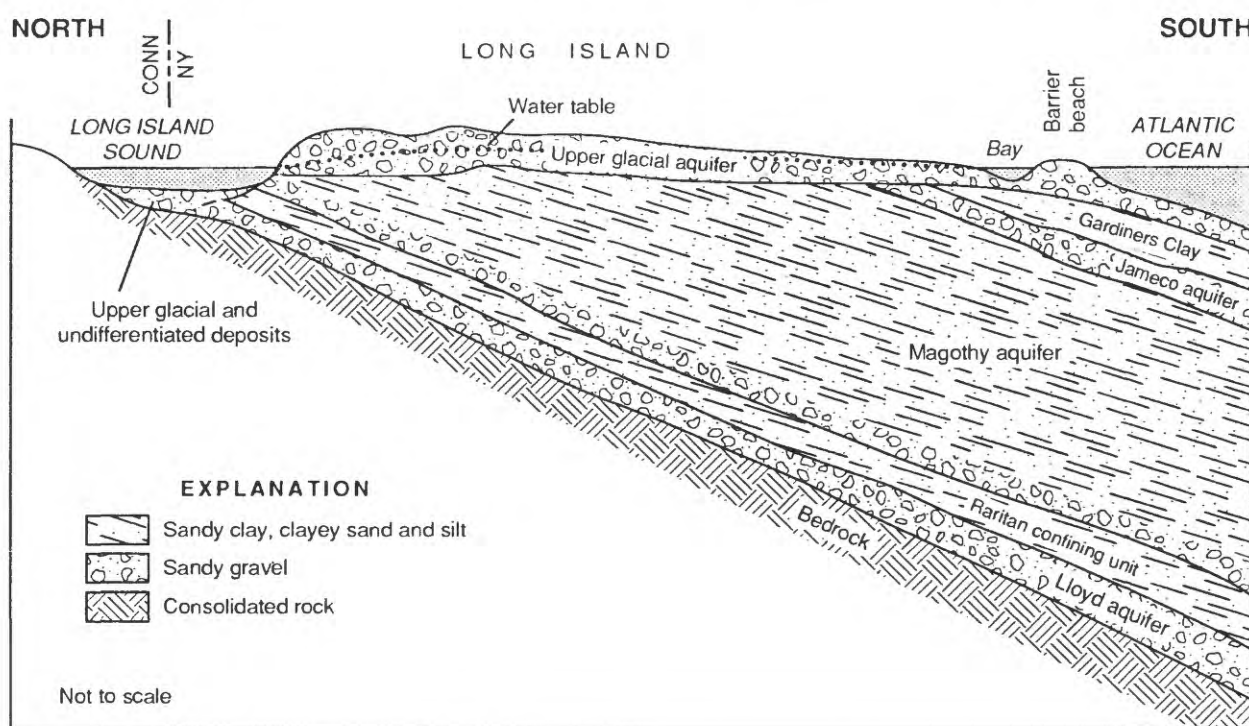 NORTH
SOUTH
CONN
NY
LONG ISLAND
Water table
Barrier
beach
LONG ISLAND
SOUND
Upper glacial aquifer
Bay
ATLANTIC
OCEAN
Gardiners Clay
Jameco aquifer
Upper glacial and
undifferentiated deposits
Magothy aquifer
EXPLANATION
Sandy clay, clayey sand and silt
Sandy gravel
Consolidated rock
Bedrock
Raritan confining unit
Lloyd aquifer
Not to scale